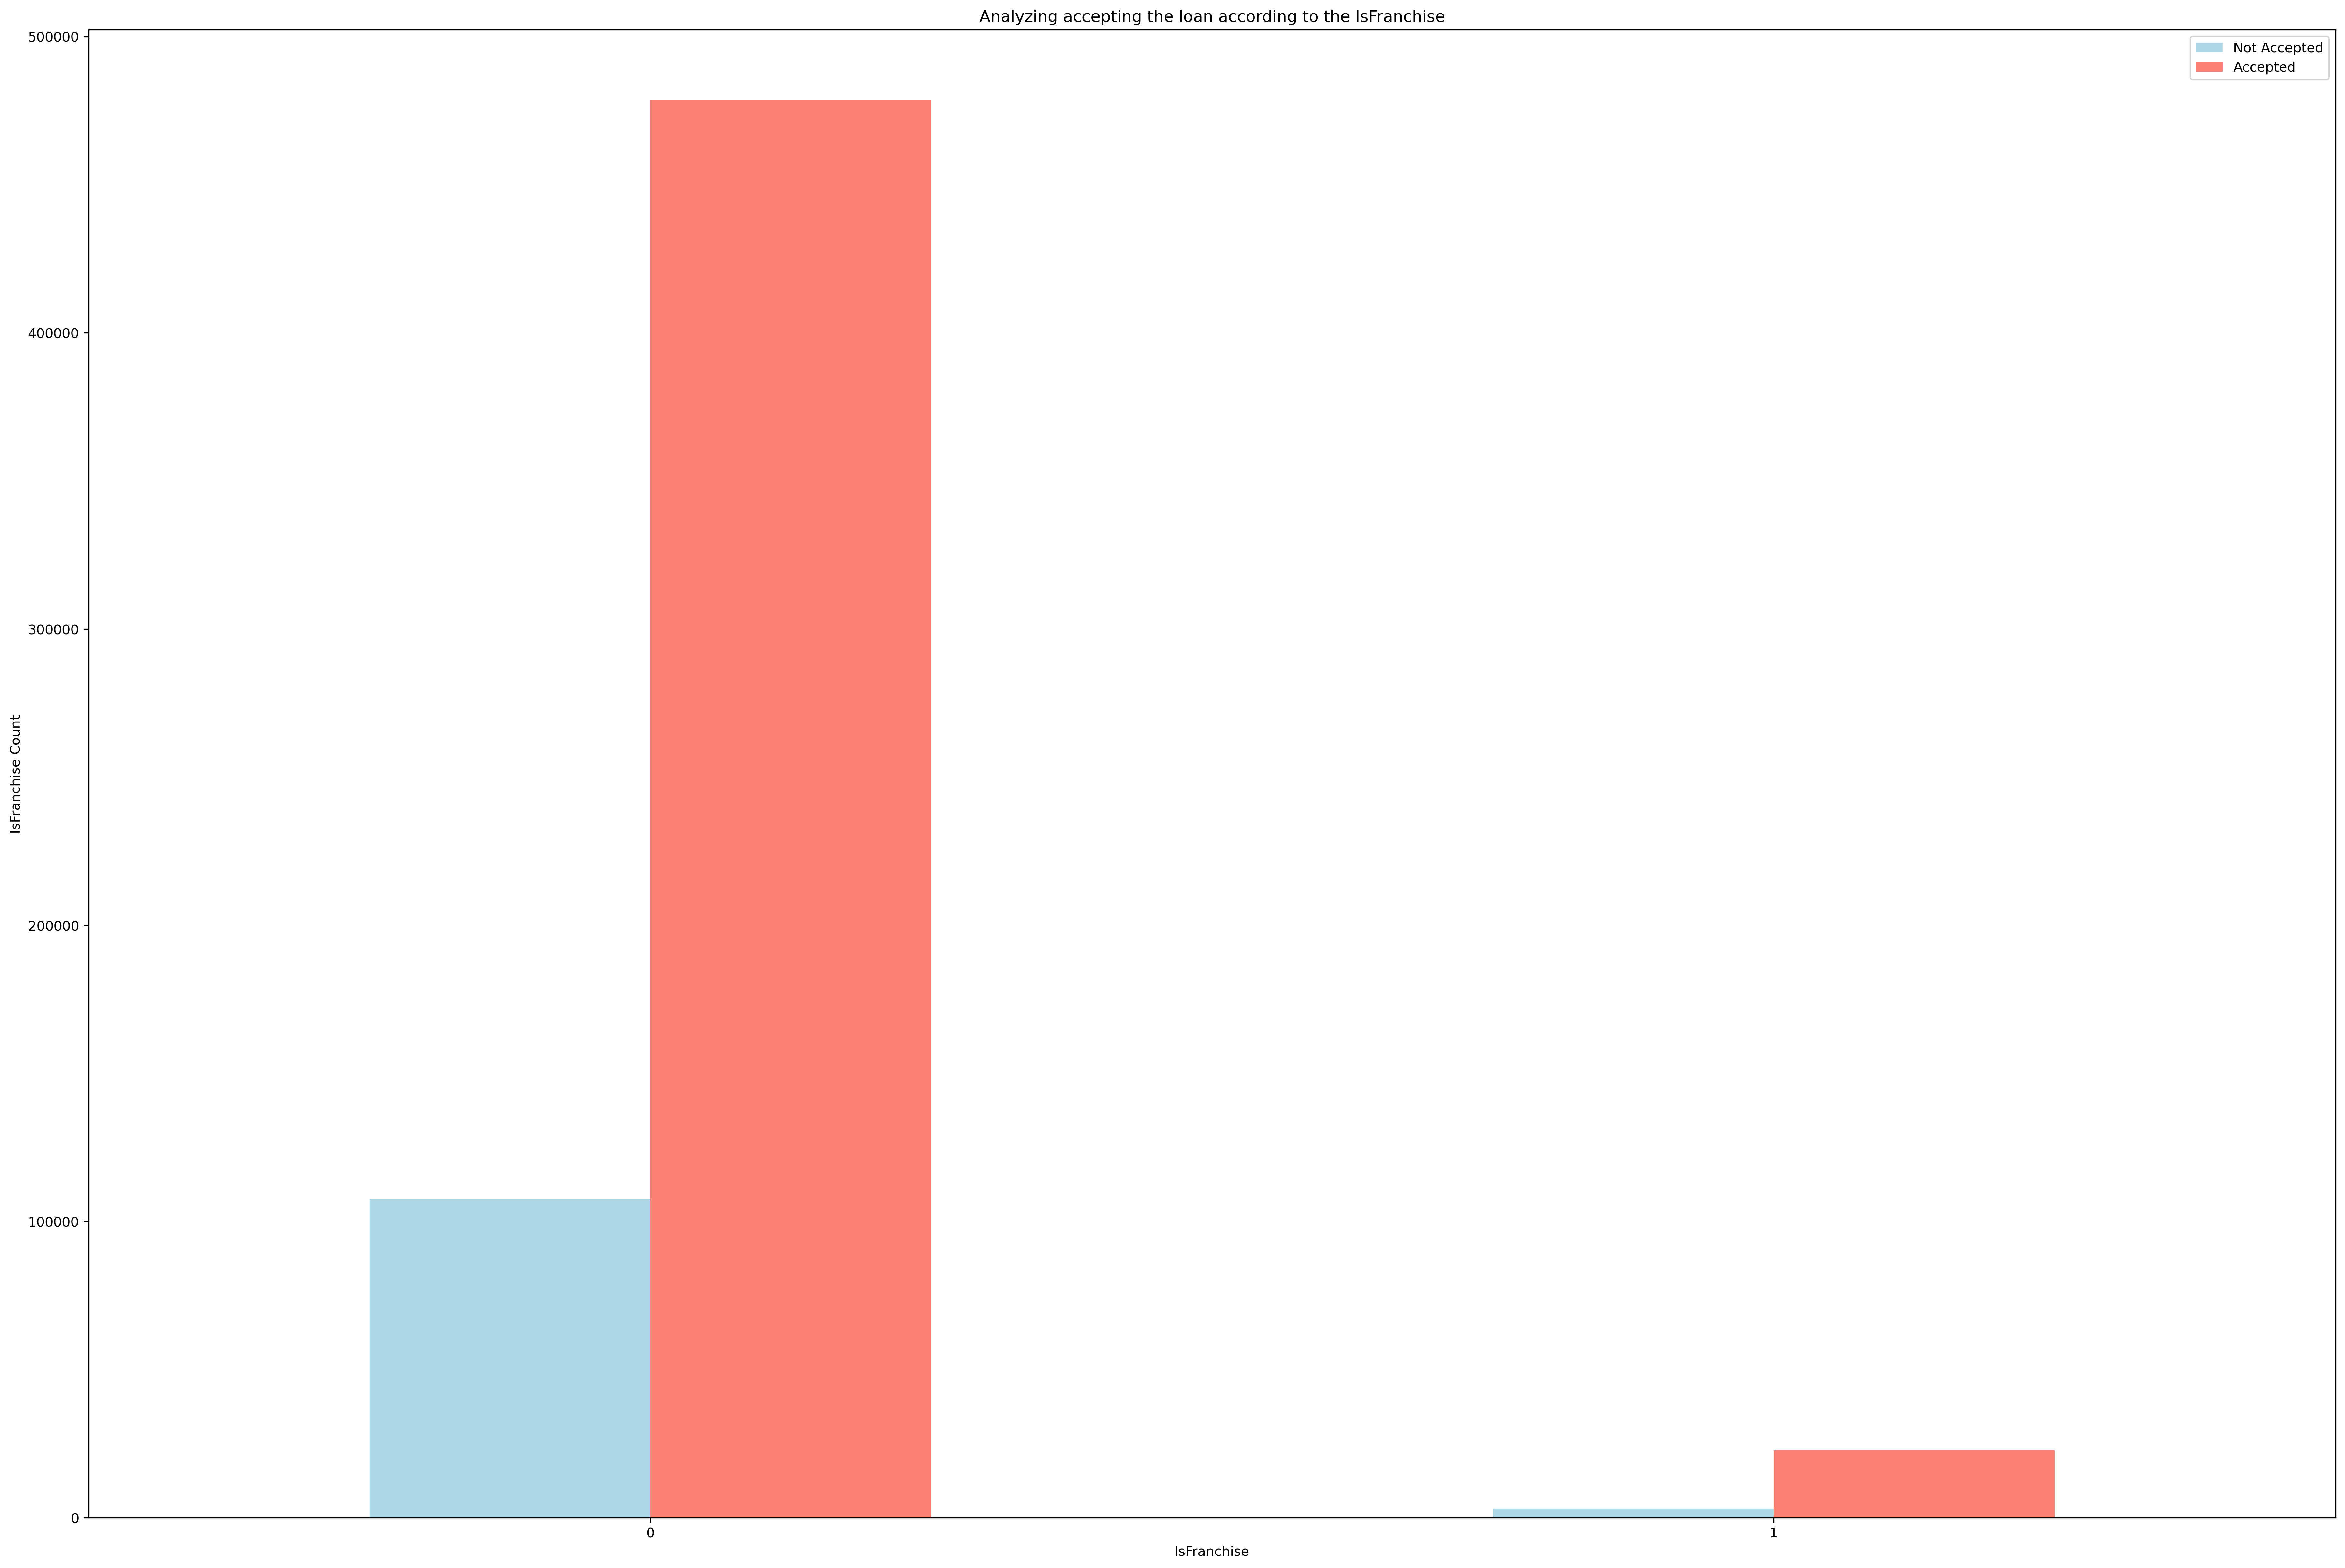 Analyzing accepting the loan according to the IsFranchise
Not Accepted
Accepted
500000
400000
300000
200000
100000
0
IsFranchise Count
0
1
IsFranchise